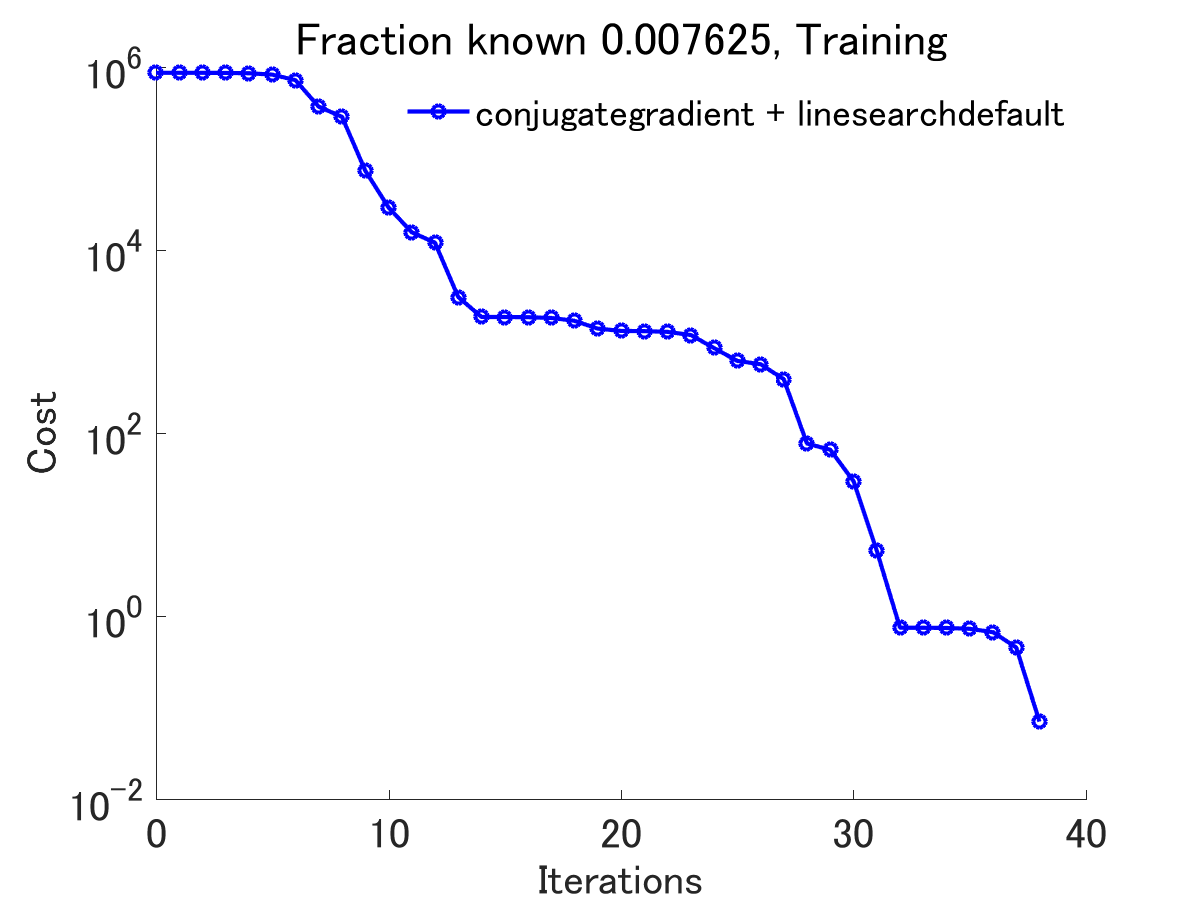 Fraction known 0.007625, Training
10^6
conjugategradient + linesearchdefault
10^4
10^2
10^0
10^-2
Cost
0 10 20 30 40
Iterations